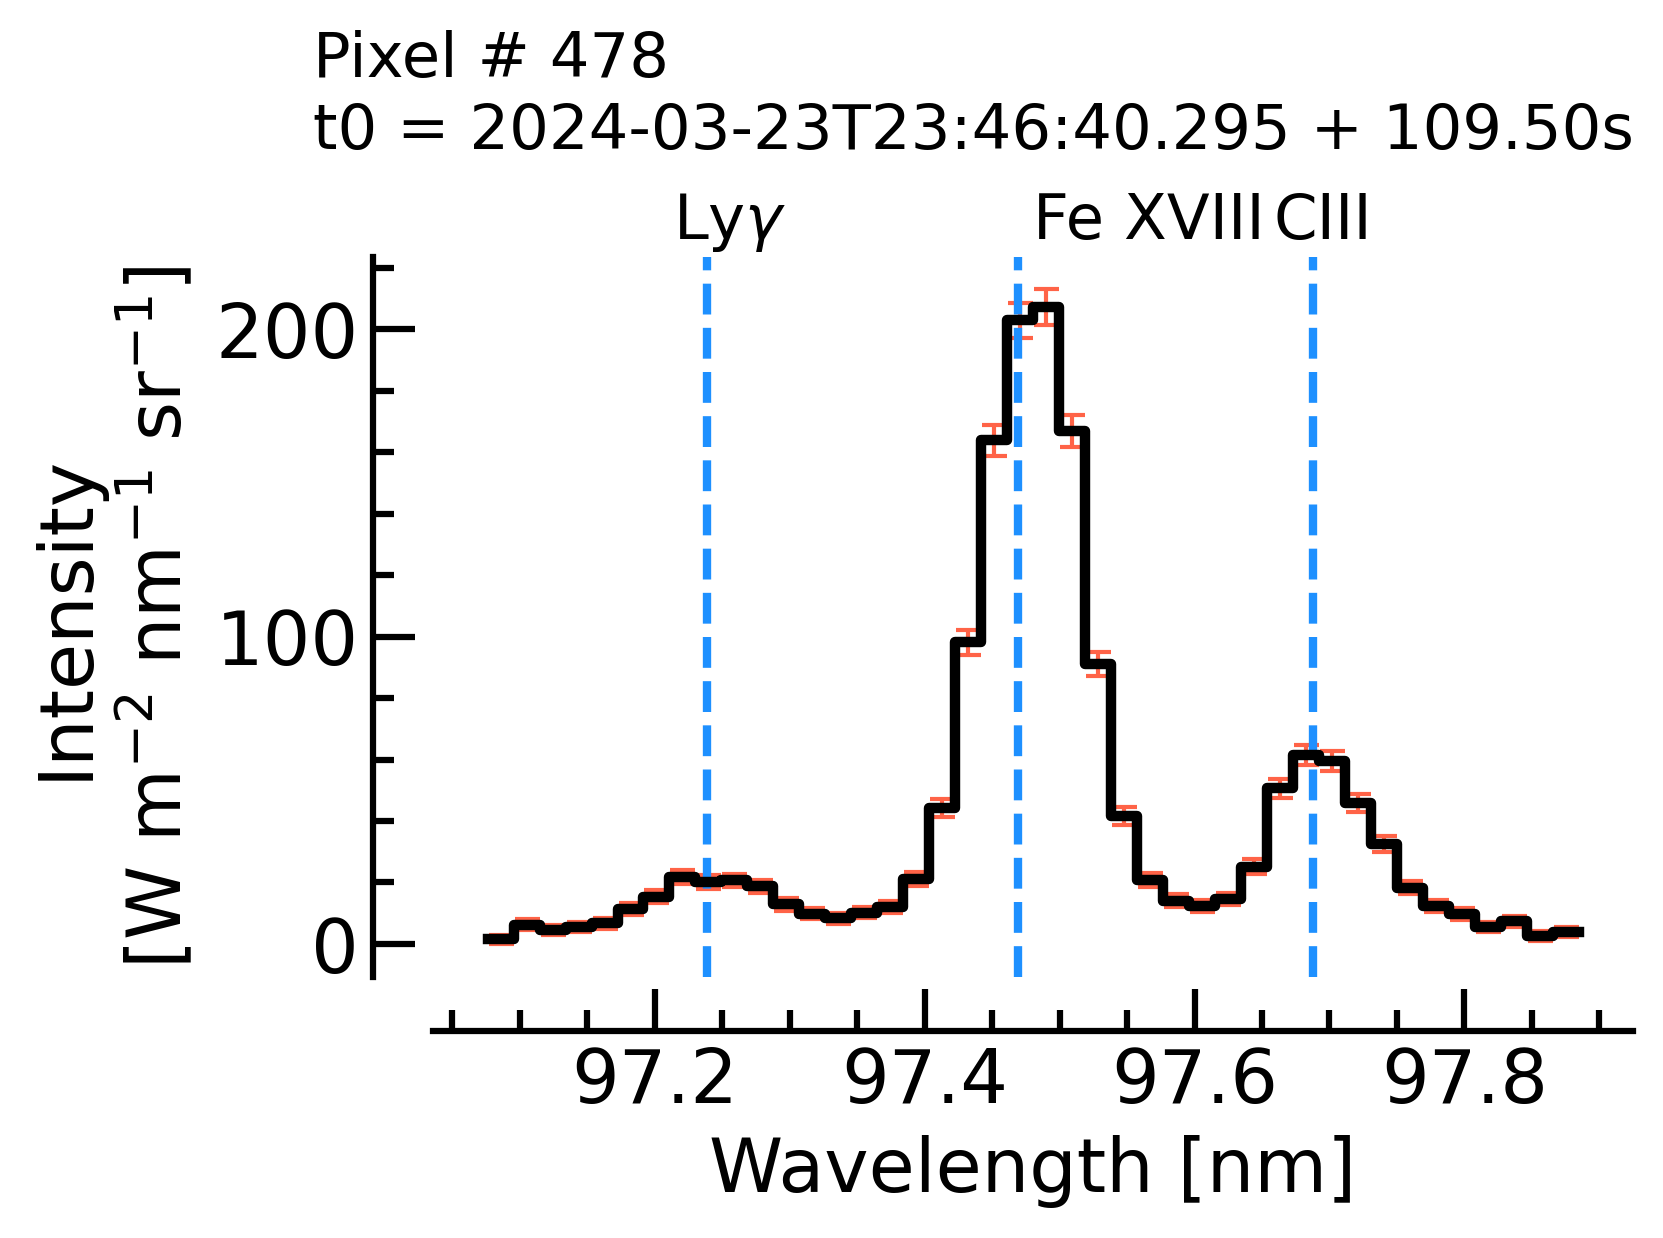 Pixel # 478
t0 = 2024-03-23T23:46:40.295 + 109.50s
Lyγ Fe XVIII CIII
Intensity
[W m⁻² nm⁻¹ sr⁻¹]
200
100
0
97.2 97.4 97.6 97.8
Wavelength [nm]